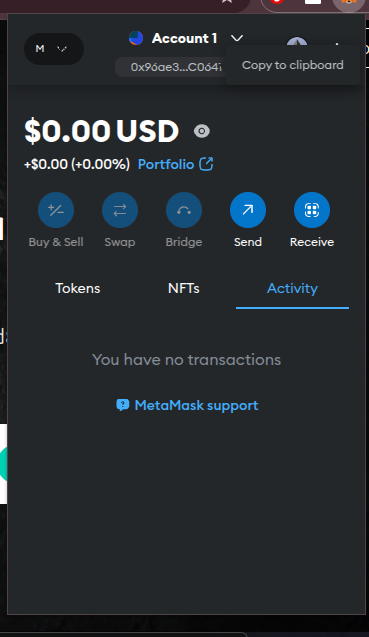 M
Account 1
0x96ae3...C0647
Copy to clipboard
$0.00 USD
+$0.00 (+0.00%) Portfolio
Buy & Sell
Swap
Bridge
Send
Receive
Tokens
NFTs
Activity
You have no transactions
MetaMask support